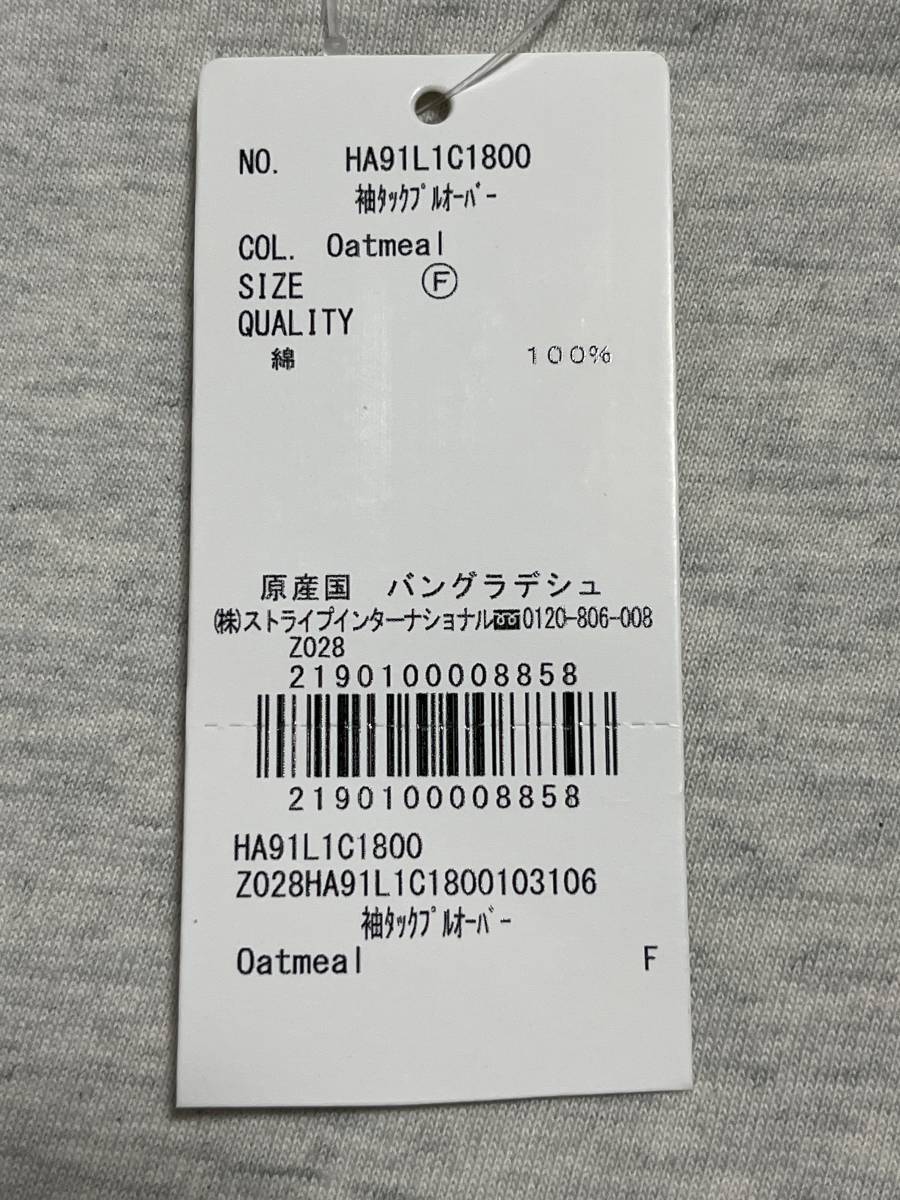 NO. HA91L1C1800
袖ﾀｯｸﾌﾟﾙｵｰﾊﾞｰ
COL. Oatmeal
SIZE Ⓕ
QUALITY
綿 100%
原産国 バングラデシュ
(株)ストライプインターナショナル 0120-806-008
Z028
2190100008858
2190100008858
HA91L1C1800
Z028HA91L1C1800103106
袖ﾀｯｸﾌﾟﾙｵｰﾊﾞｰ
Oatmeal F